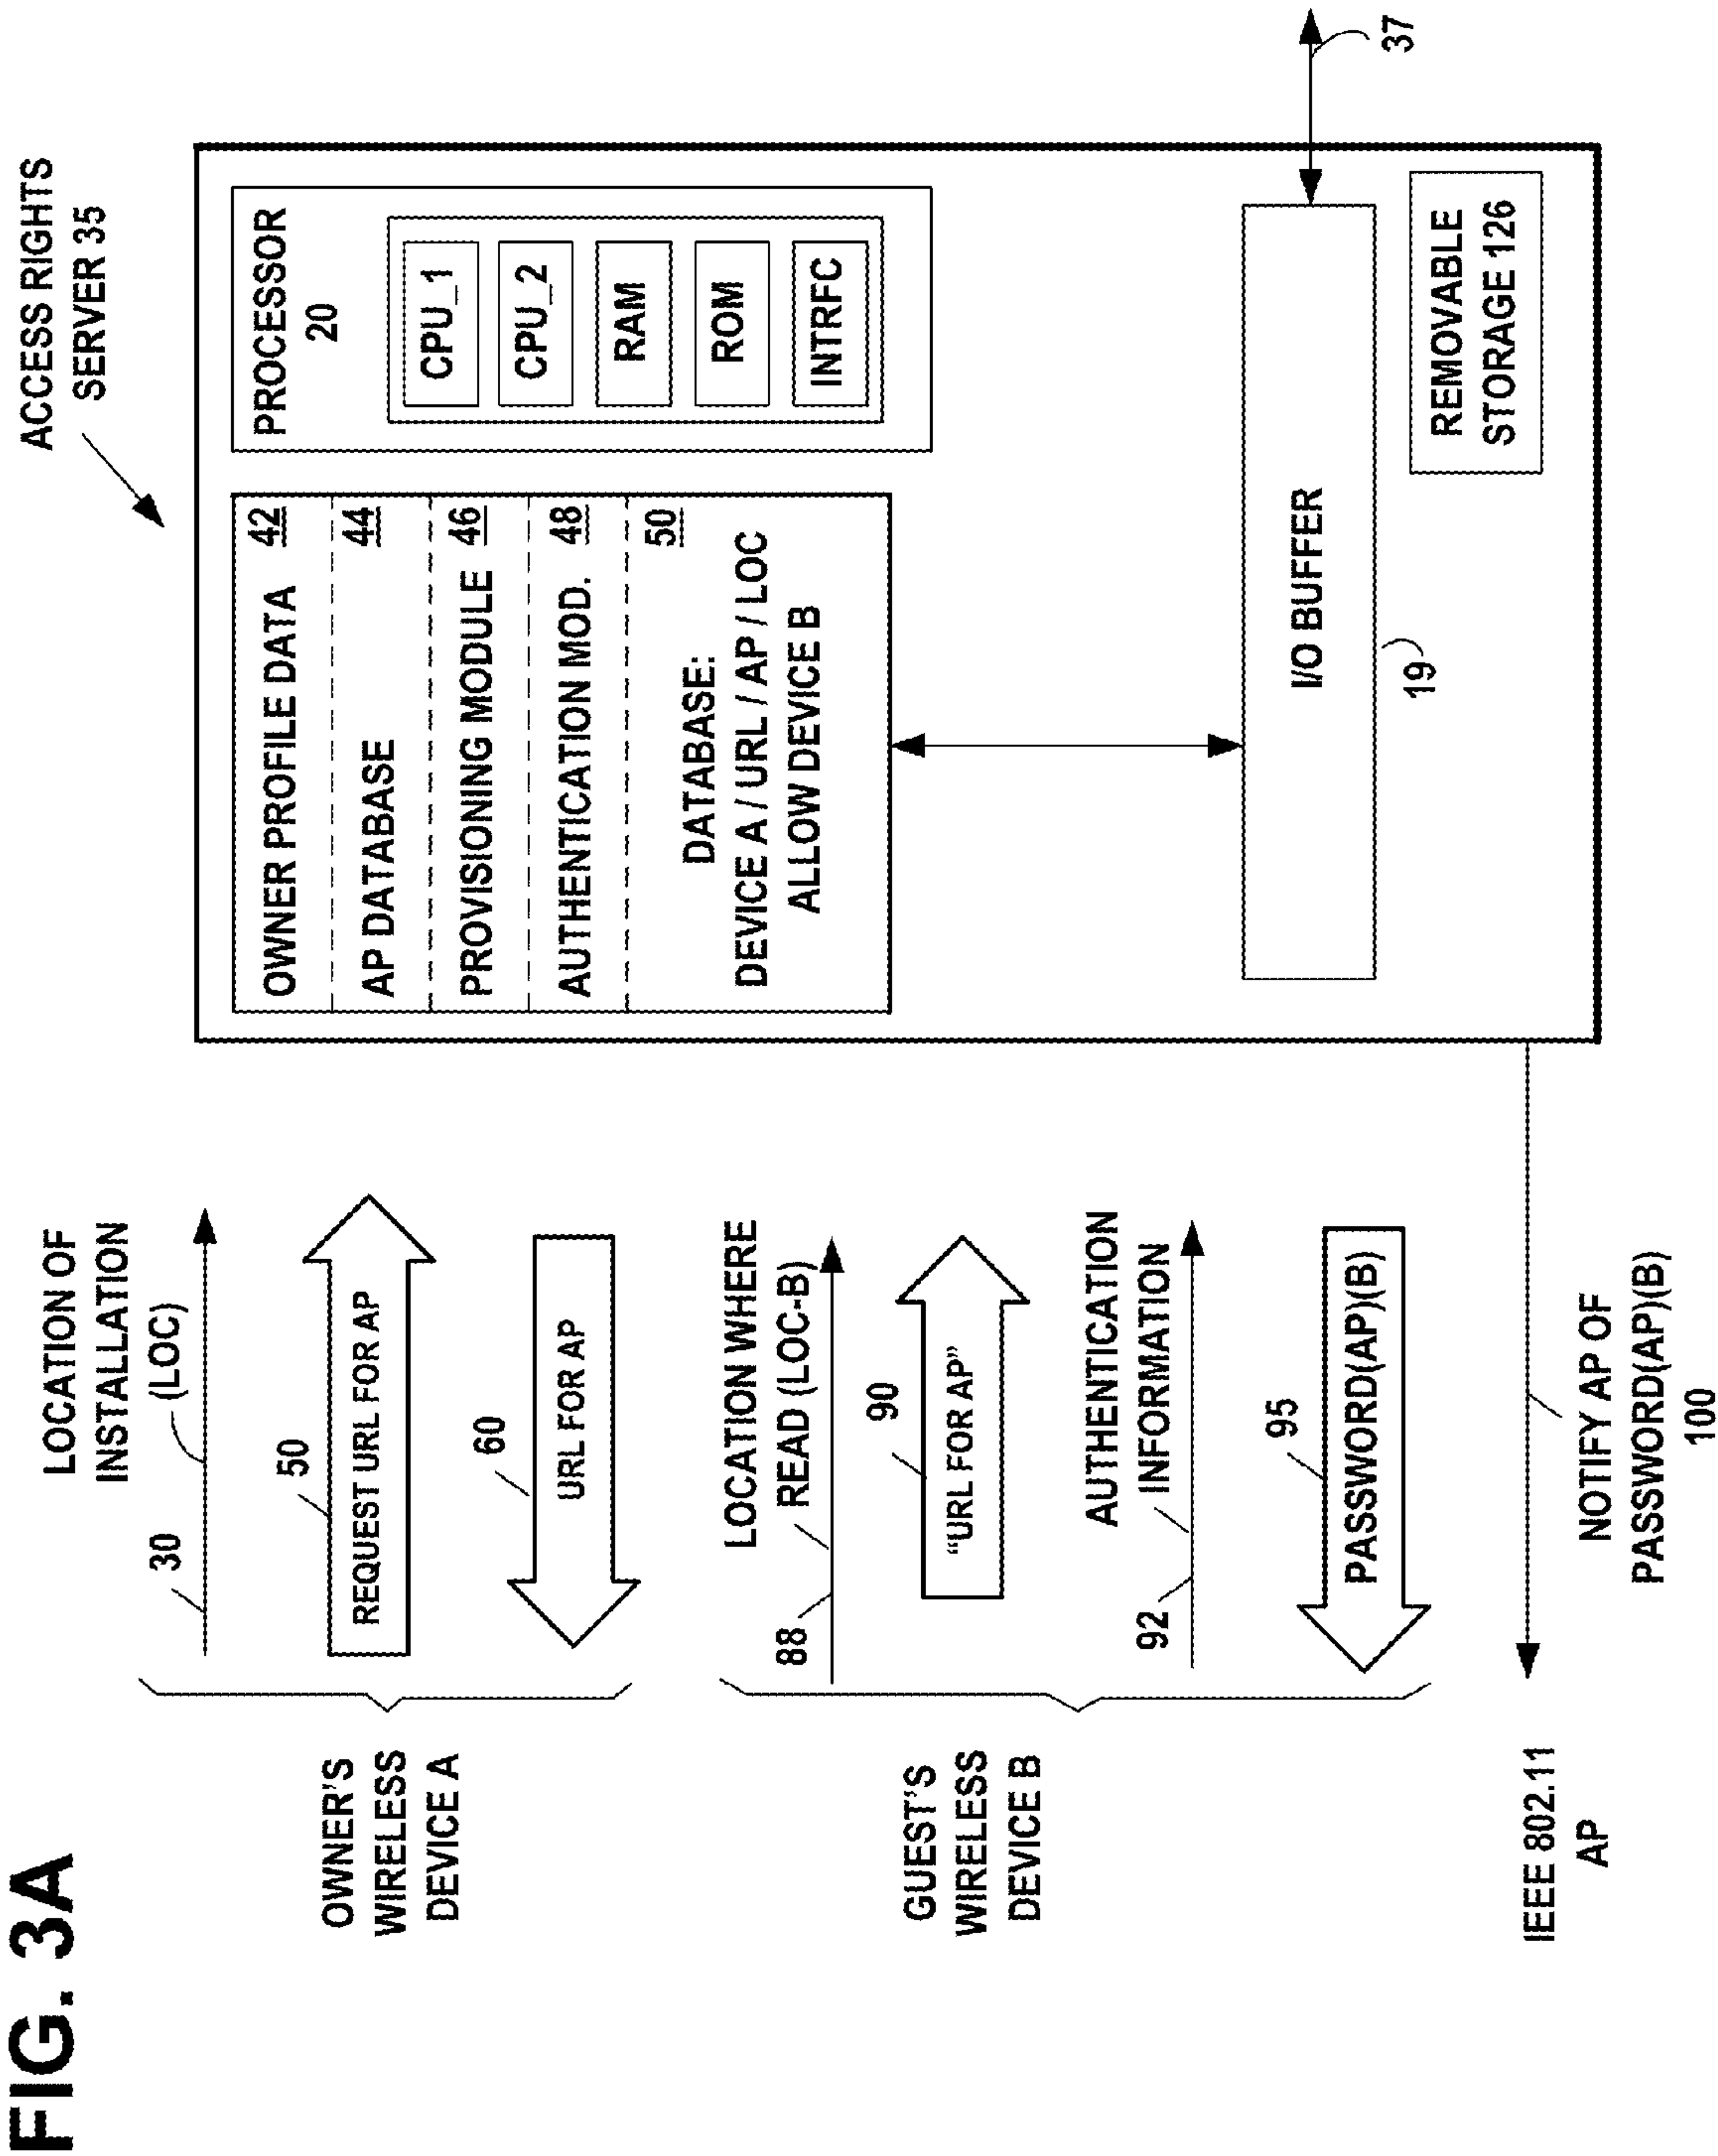 FIG. 3A
ACCESS RIGHTS
SERVER 35
LOCATION OF
INSTALLATION
(LOC)
30
OWNER'S
WIRELESS
DEVICE A
50
REQUEST URL FOR AP
60
URL FOR AP
LOCATION WHERE
READ (LOC-B)
88
GUEST'S
WIRELESS
DEVICE B
90
“URL FOR AP”
AUTHENTICATION
INFORMATION
92
95
PASSWORD(AP)(B)
IEEE 802.11
AP
NOTIFY AP OF
PASSWORD(AP)(B)
100
OWNER PROFILE DATA 42
AP DATABASE 44
PROVISIONING MODULE 46
AUTHENTICATION MOD. 48
50
DATABASE:
DEVICE A / URL / AP / LOC
ALLOW DEVICE B
PROCESSOR
20
CPU_1
CPU_2
RAM
ROM
INTRFC
I/O BUFFER
19
37
REMOVABLE
STORAGE 126